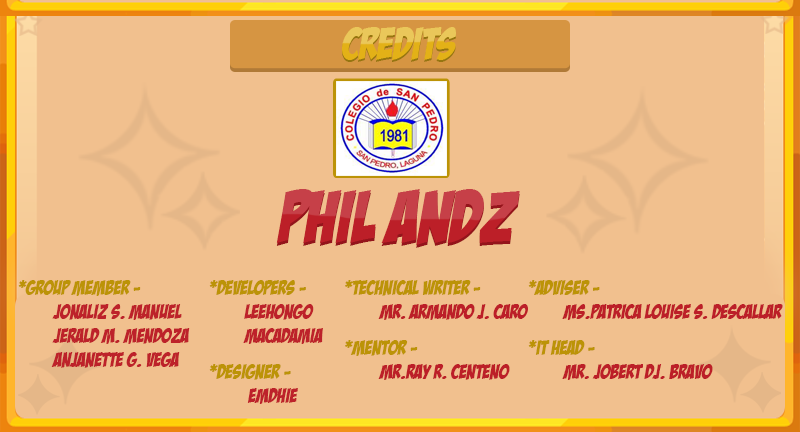 CREDITS
COLEGIO de SAN PEDRO
1981
SAN PEDRO, LAGUNA
PHIL ANDZ
*GROUP MEMBER -
JONALIZ S. MANUEL
JERALD M. MENDOZA
ANJANETTE G. VEGA
*DEVELOPERS -
LEEHONGO
MACADAMIA
*DESIGNER -
EMDHIE
*TECHNICAL WRITER -
MR. ARMANDO J. CARO
*MENTOR -
MR.RAY R. CENTENO
*ADVISER -
MS.PATRICA LOUISE S. DESCALLAR
*IT HEAD -
MR. JOBERT DJ. BRAVO